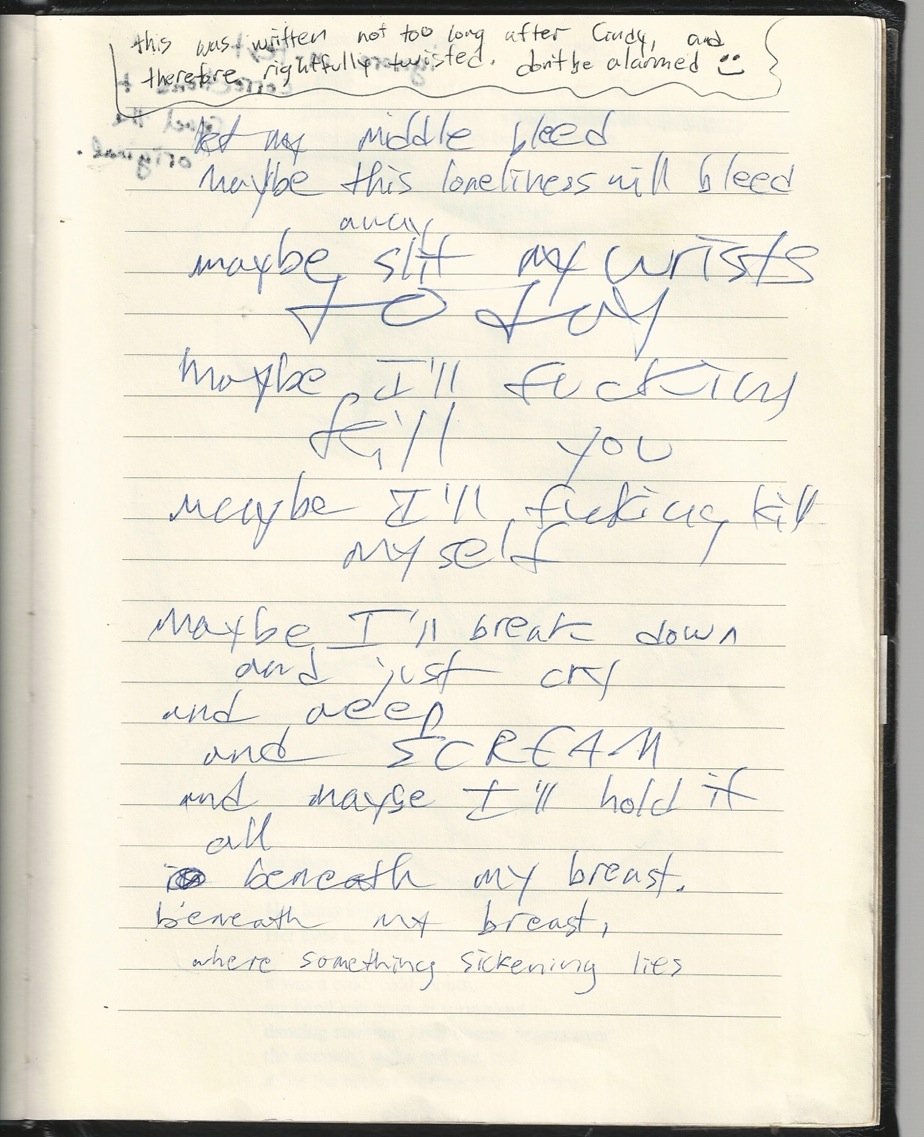 this was written not too long after Cindy, and
therefore rightfully twisted. don't be alarmed
original.
let my middle bleed
maybe this loneliness will bleed
away
maybe slit my wrists
today
maybe I'll fucking
kill you
maybe I'll fucking kill
myself
Maybe I'll break down
and just cry
and weep
and SCREAM
and maybe I'll hold it
all
beneath my breast.
beneath my breast,
where something sickening lies